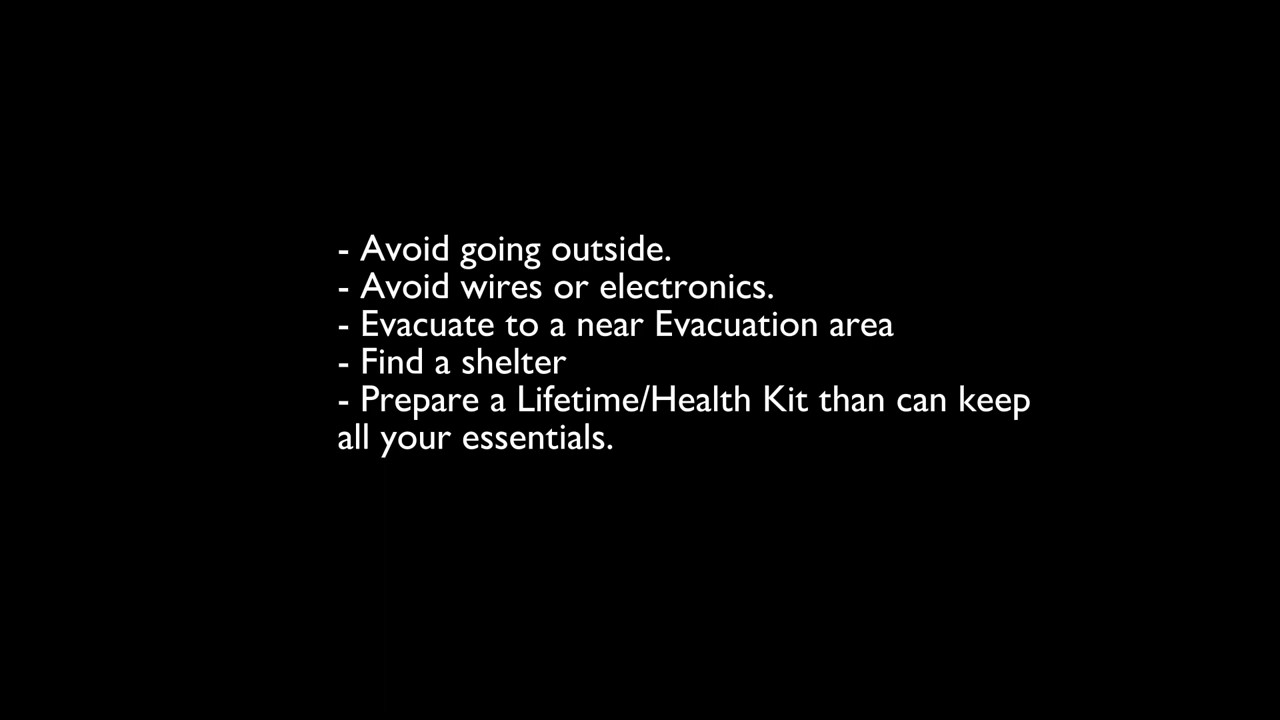 - Avoid going outside.
- Avoid wires or electronics.
- Evacuate to a near Evacuation area
- Find a shelter
- Prepare a Lifetime/Health Kit than can keep
all your essentials.